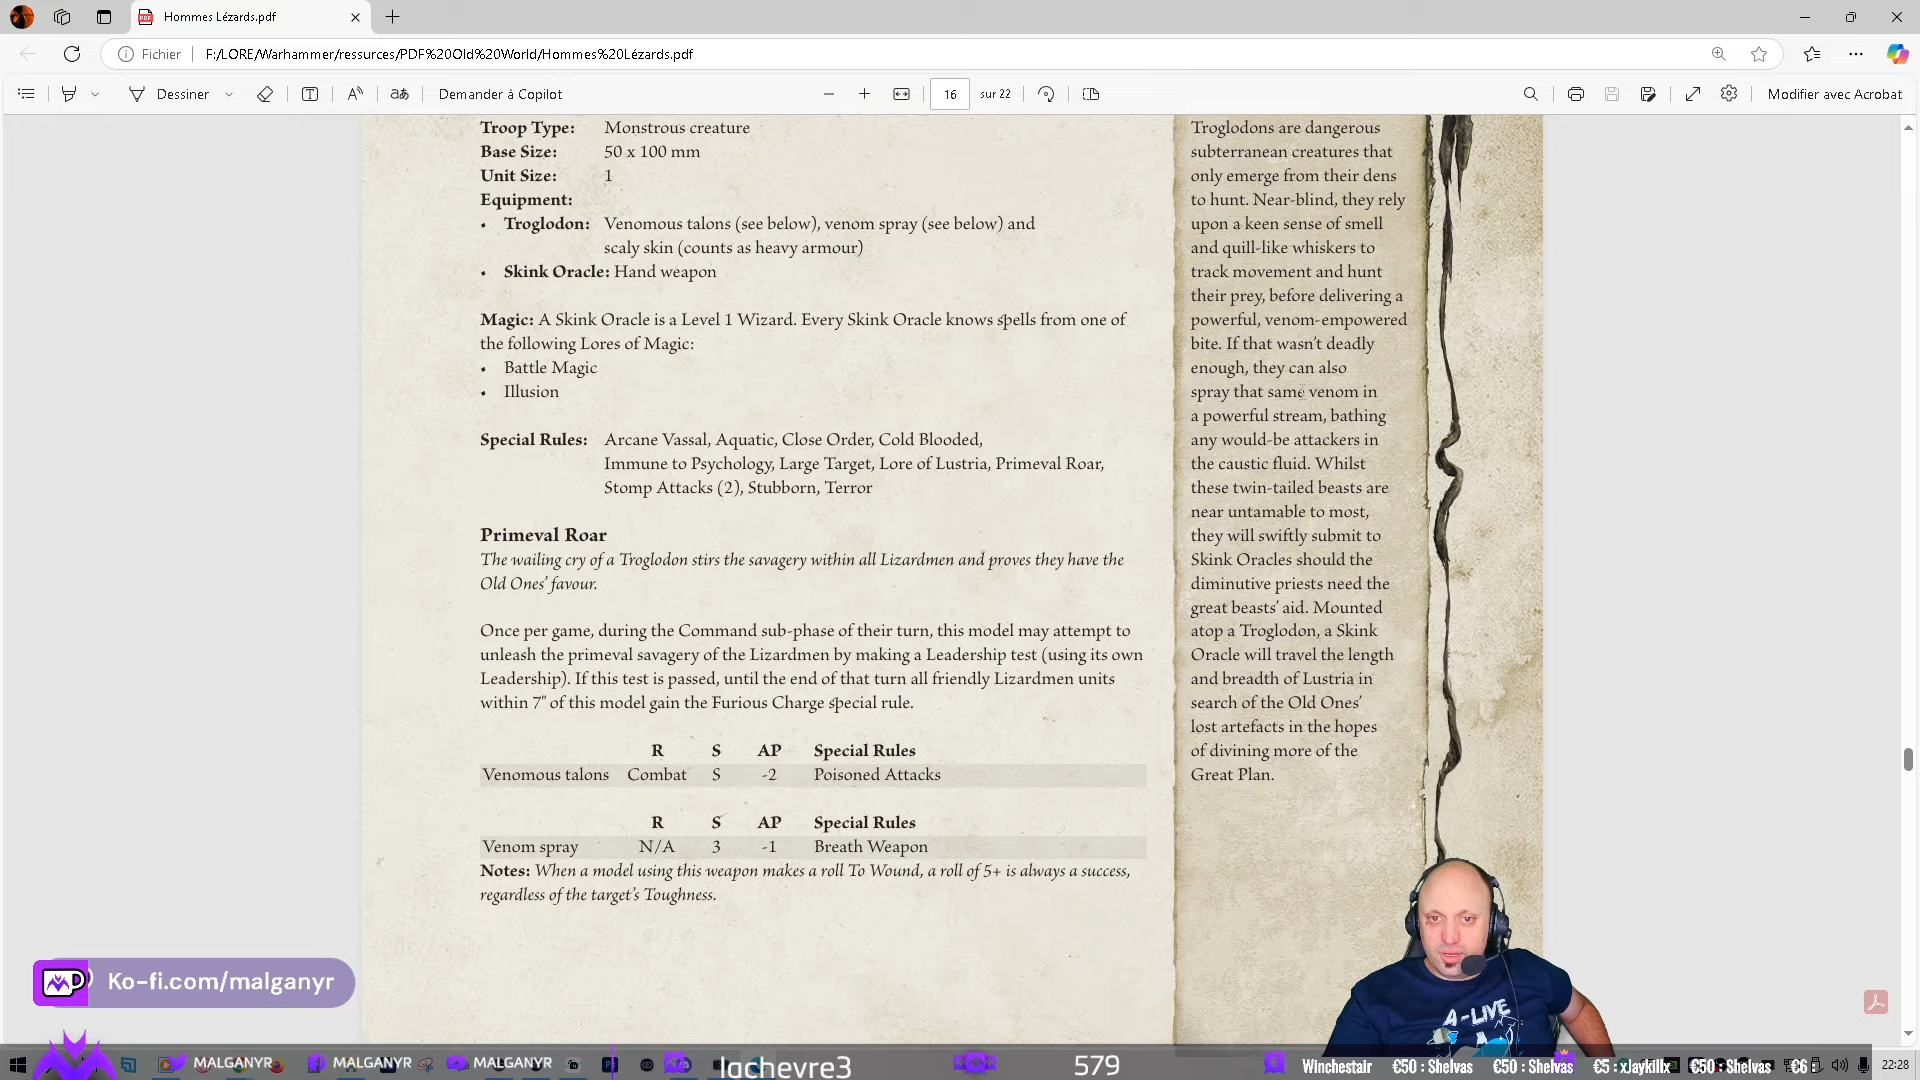 Hommes Lézards.pdf
Fichier
F:/LORE/Warhammer/ressources/PDF%20Old%20World/Hommes%20Lézards.pdf
Dessiner
Demander à Copilot
16
sur 22
Modifier avec Acrobat
Troop Type: Monstrous creature
Base Size: 50 x 100 mm
Unit Size: 1
Equipment:
• Troglodon: Venomous talons (see below), venom spray (see below) and
scaly skin (counts as heavy armour)
• Skink Oracle: Hand weapon
Magic: A Skink Oracle is a Level 1 Wizard. Every Skink Oracle knows spells from one of
the following Lores of Magic:
• Battle Magic
• Illusion
Special Rules: Arcane Vassal, Aquatic, Close Order, Cold Blooded,
Immune to Psychology, Large Target, Lore of Lustria, Primeval Roar,
Stomp Attacks (2), Stubborn, Terror
Primeval Roar
The wailing cry of a Troglodon stirs the savagery within all Lizardmen and proves they have the
Old Ones' favour.
Once per game, during the Command sub-phase of their turn, this model may attempt to
unleash the primeval savagery of the Lizardmen by making a Leadership test (using its own
Leadership). If this test is passed, until the end of that turn all friendly Lizardmen units
within 7" of this model gain the Furious Charge special rule.
R S AP Special Rules
Venomous talons Combat S -2 Poisoned Attacks
R S AP Special Rules
Venom spray N/A 3 -1 Breath Weapon
Notes: When a model using this weapon makes a roll To Wound, a roll of 5+ is always a success,
regardless of the target's Toughness.
Troglodons are dangerous
subterranean creatures that
only emerge from their dens
to hunt. Near-blind, they rely
upon a keen sense of smell
and quill-like whiskers to
track movement and hunt
their prey, before delivering a
powerful, venom-empowered
bite. If that wasn't deadly
enough, they can also
spray that same venom in
a powerful stream, bathing
any would-be attackers in
the caustic fluid. Whilst
these twin-tailed beasts are
near untamable to most,
they will swiftly submit to
Skink Oracles should the
diminutive priests need the
great beasts' aid. Mounted
atop a Troglodon, a Skink
Oracle will travel the length
and breadth of Lustria in
search of the Old Ones'
lost artefacts in the hopes
of divining more of the
Great Plan.
A-LIVE
Ko-fi.com/malganyr
MALGANYR
MALGANYR
MALGANYR
lachevre3
579
Winchestair
€50 : Shelvas
€50 : Shelvas
€5 : xJaykillx
€50 : Shelvas
€6
22:28